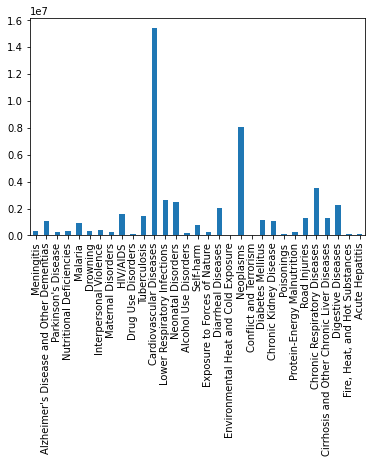 1e7
1.6
1.4
1.2
1.0
0.8
0.6
0.4
0.2
0.0
Meningitis
Alzheimer's Disease and Other Dementias
Parkinson's Disease
Nutritional Deficiencies
Malaria
Drowning
Interpersonal Violence
Maternal Disorders
HIV/AIDS
Drug Use Disorders
Tuberculosis
Cardiovascular Diseases
Lower Respiratory Infections
Neonatal Disorders
Alcohol Use Disorders
Self-harm
Exposure to Forces of Nature
Diarrheal Diseases
Environmental Heat and Cold Exposure
Neoplasms
Conflict and Terrorism
Diabetes Mellitus
Chronic Kidney Disease
Poisonings
Protein-Energy Malnutrition
Road Injuries
Chronic Respiratory Diseases
Cirrhosis and Other Chronic Liver Diseases
Digestive Diseases
Fire, Heat, and Hot Substances
Acute Hepatitis